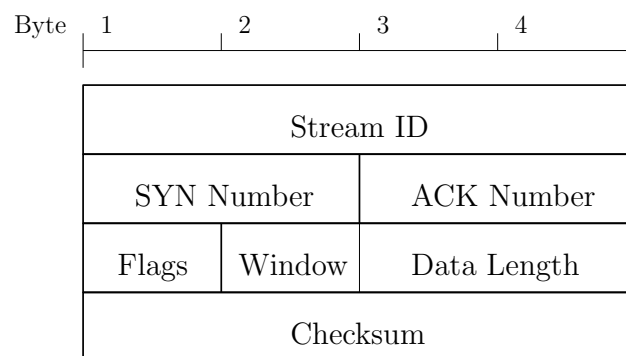 Byte 1 2 3 4
Stream ID
SYN Number ACK Number
Flags Window Data Length
Checksum